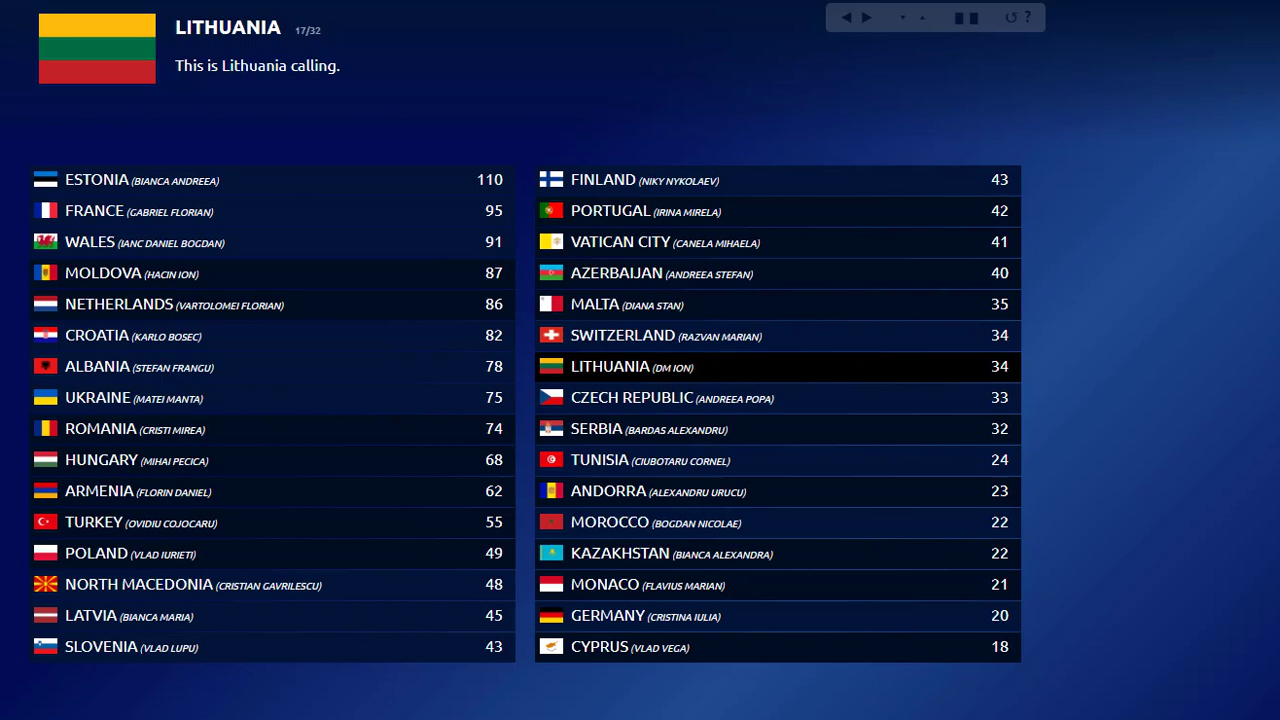 LITHUANIA 17/32
This is Lithuania calling.
?
ESTONIA (BIANCA ANDREEA) 110
FRANCE (GABRIEL FLORIAN) 95
WALES (IANC DANIEL BOGDAN) 91
MOLDOVA (HACIN ION) 87
NETHERLANDS (VARTOLOMEI FLORIAN) 86
CROATIA (KARLO BOSEC) 82
ALBANIA (STEFAN FRANGU) 78
UKRAINE (MATEI MANTA) 75
ROMANIA (CRISTI MIREA) 74
HUNGARY (MIHAI PECICA) 68
ARMENIA (FLORIN DANIEL) 62
TURKEY (OVIDIU COJOCARU) 55
POLAND (VLAD IURIETI) 49
NORTH MACEDONIA (CRISTIAN GAVRILESCU) 48
LATVIA (BIANCA MARIA) 45
SLOVENIA (VLAD LUPU) 43
FINLAND (NIKY NYKOLAEV) 43
PORTUGAL (IRINA MIRELA) 42
VATICAN CITY (CANELA MIHAELA) 41
AZERBAIJAN (ANDREEA STEFAN) 40
MALTA (DIANA STAN) 35
SWITZERLAND (RAZVAN MARIAN) 34
LITHUANIA (DM ION) 34
CZECH REPUBLIC (ANDREEA POPA) 33
SERBIA (BARDAS ALEXANDRU) 32
TUNISIA (CIUBOTARU CORNEL) 24
ANDORRA (ALEXANDRU URUCU) 23
MOROCCO (BOGDAN NICOLAE) 22
KAZAKHSTAN (BIANCA ALEXANDRA) 22
MONACO (FLAVIUS MARIAN) 21
GERMANY (CRISTINA IULIA) 20
CYPRUS (VLAD VEGA) 18